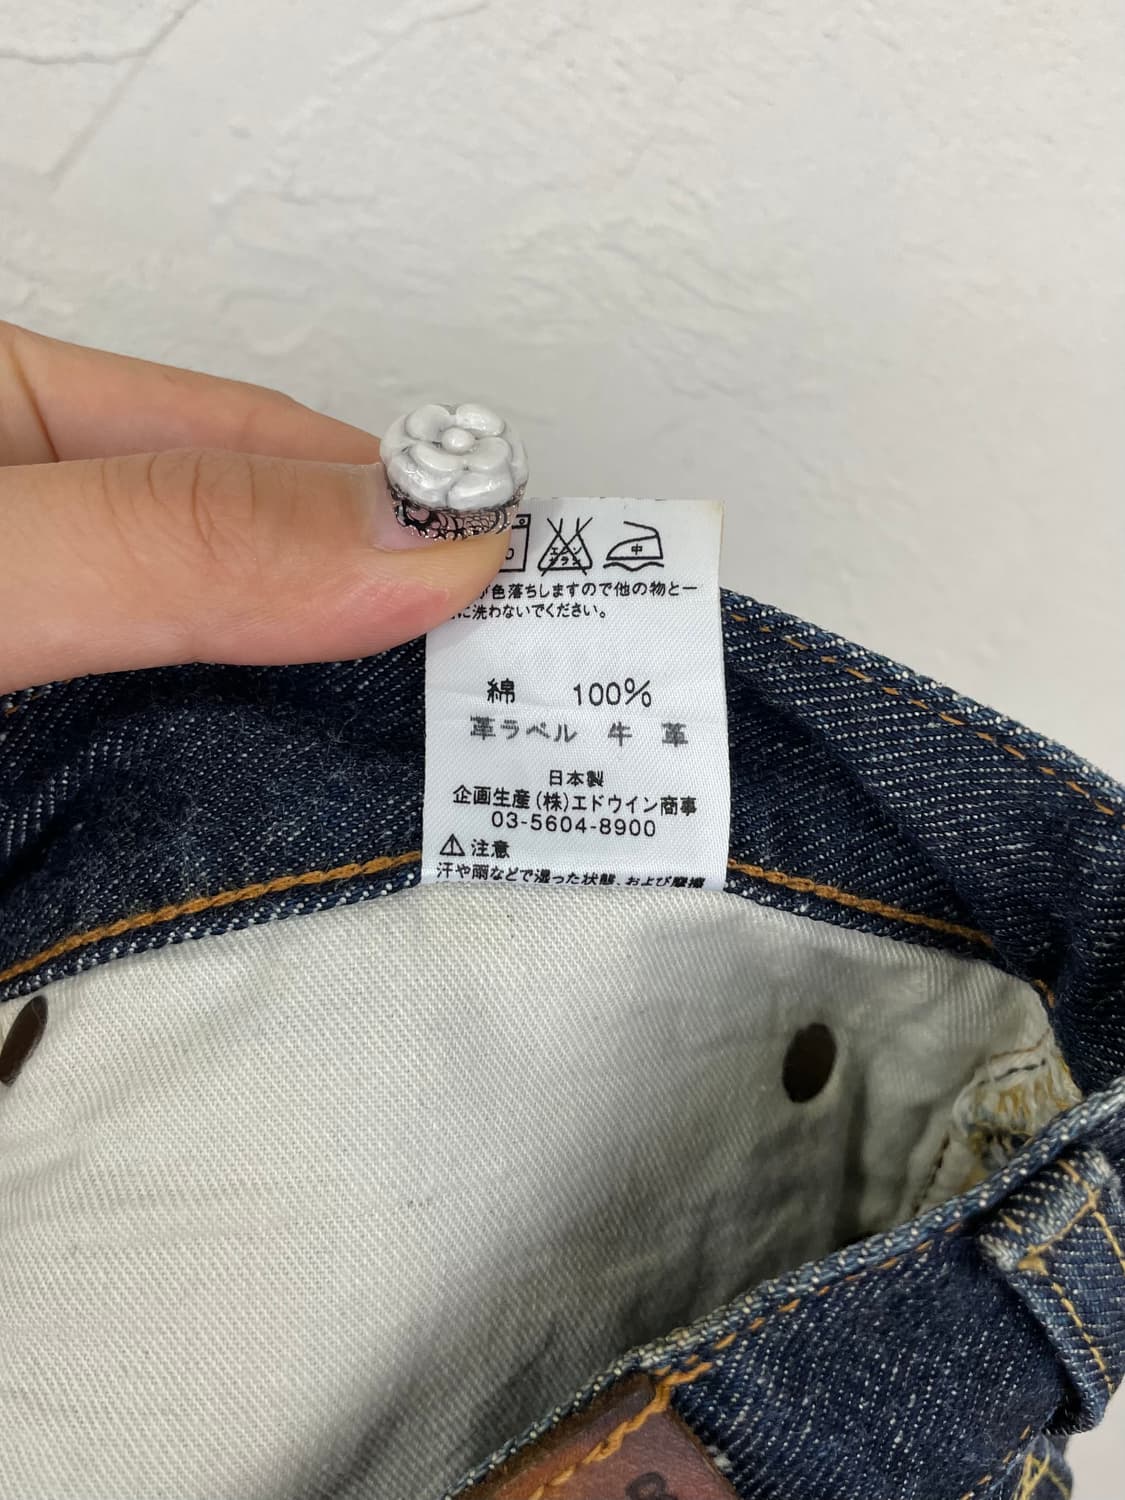 エンソ
サラシ
中
色落ちしますので他の物と一
に洗わないでください。
綿 100%
革ラベル 牛 革
日本製
企画生産(株)エドウイン商事
03-5604-8900
注意
汗や雨などで湿った状態、および摩擦